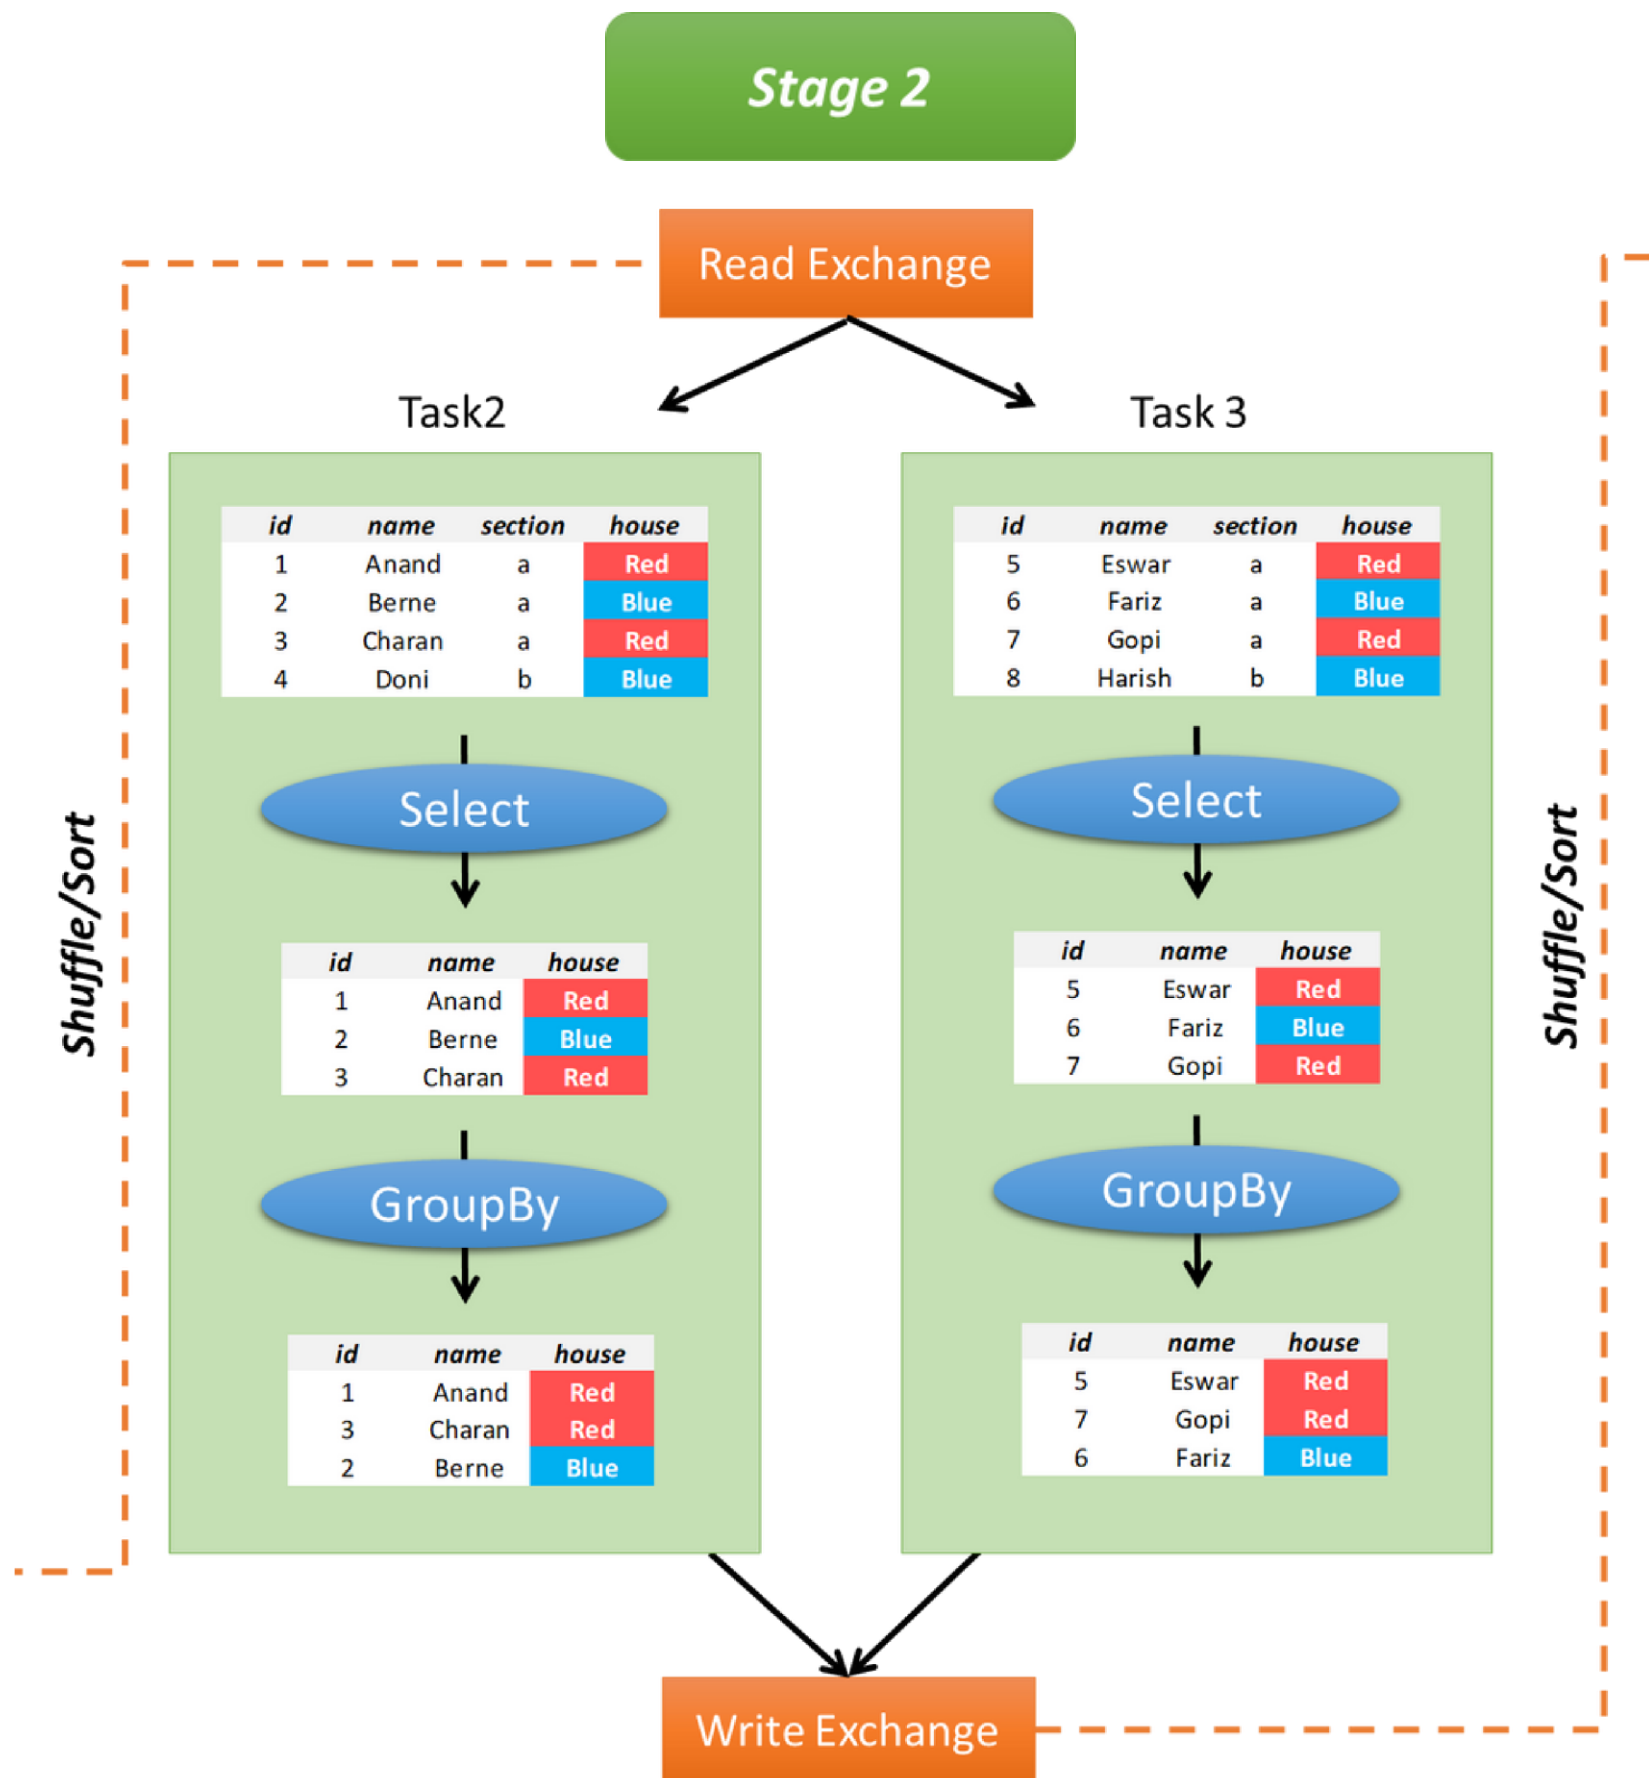 Stage 2
Read Exchange
Task2
id name section house
1 Anand a Red
2 Berne a Blue
3 Charan a Red
4 Doni b Blue
Select
id name house
1 Anand Red
2 Berne Blue
3 Charan Red
GroupBy
id name house
1 Anand Red
3 Charan Red
2 Berne Blue
Task 3
id name section house
5 Eswar a Red
6 Fariz a Blue
7 Gopi a Red
8 Harish b Blue
Select
id name house
5 Eswar Red
6 Fariz Blue
7 Gopi Red
GroupBy
id name house
5 Eswar Red
7 Gopi Red
6 Fariz Blue
Shuffle/Sort
Shuffle/Sort
Write Exchange